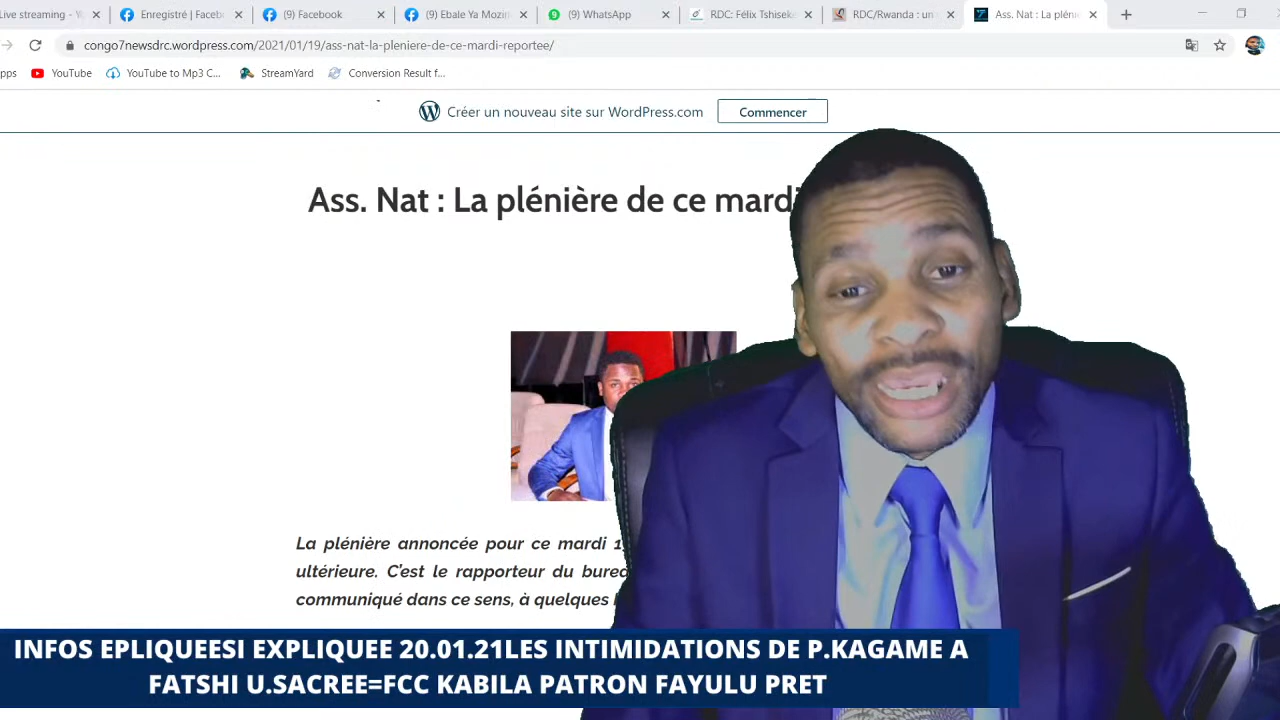 Live streaming - Y
Enregistré | Faceb
(9) Facebook
(9) Ebale Ya Mozin
(9) WhatsApp
RDC: Félix Tshiseke
RDC/Rwanda : un
Ass. Nat : La plénie
congo7newsdrc.wordpress.com/2021/01/19/ass-nat-la-pleniere-de-ce-mardi-reportee/
pps
YouTube
YouTube to Mp3 C...
StreamYard
Conversion Result f...
Créer un nouveau site sur WordPress.com
Commencer
Ass. Nat : La plénière de ce mardi
La plénière annoncée pour ce mardi 1
ultérieure. C'est le rapporteur du bureau
communiqué dans ce sens, à quelques
INFOS EPLIQUEESI EXPLIQUEE 20.01.21LES INTIMIDATIONS DE P.KAGAME A
FATSHI U.SACREE=FCC KABILA PATRON FAYULU PRET